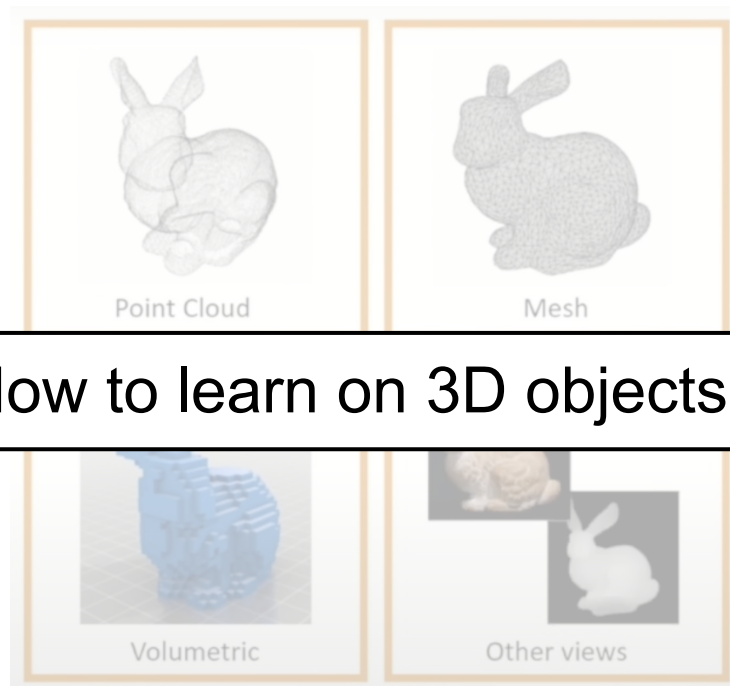 Point Cloud
Mesh
ow to learn on 3D objects
Volumetric
Other views